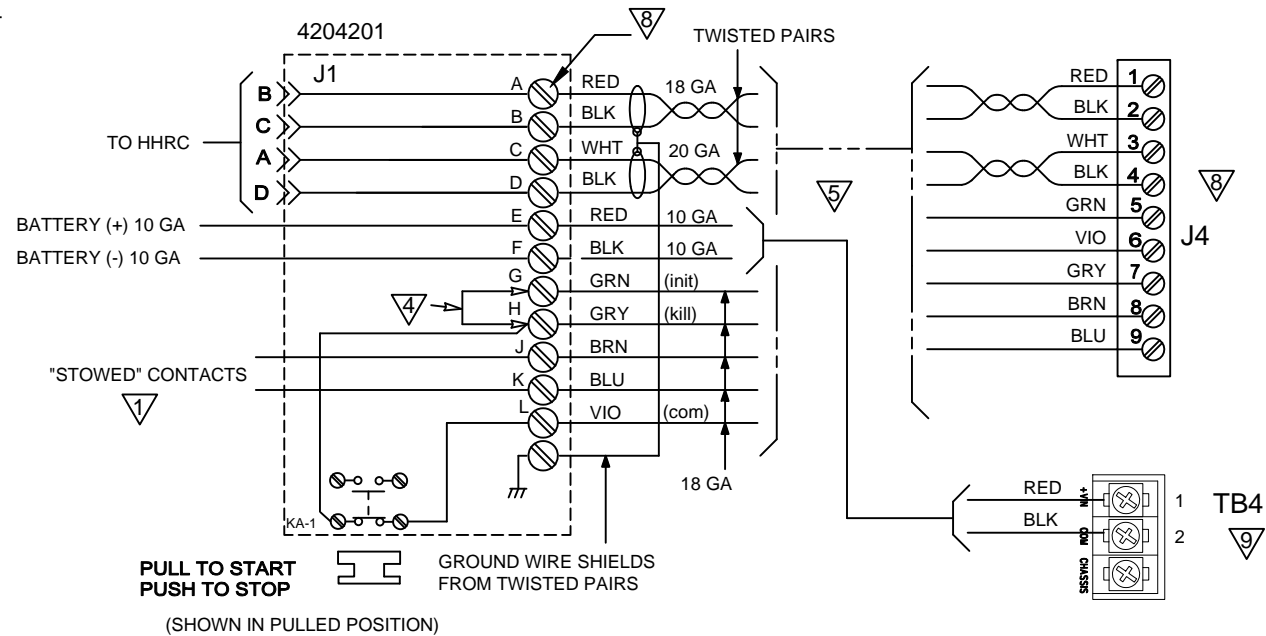 4204201
8
TWISTED PAIRS
J1
A
RED
18 GA
B
B
BLK
C
TO HHRC
C
WHT
20 GA
A
D
BLK
D
5
BATTERY (+) 10 GA
E
RED
10 GA
BATTERY (-) 10 GA
F
BLK
10 GA
G
GRN
(init)
4
H
GRY
(kill)
J
BRN
"STOWED" CONTACTS
1
K
BLU
L
VIO
(com)
18 GA
KA-1
PULL TO START
PUSH TO STOP
(SHOWN IN PULLED POSITION)
GROUND WIRE SHIELDS
FROM TWISTED PAIRS
RED 1
BLK 2
WHT 3
BLK 4
GRN 5
VIO 6
GRY 7
BRN 8
BLU 9
8
J4
RED
+VIN
1
BLK
COM
2
CHASSIS
TB4
9